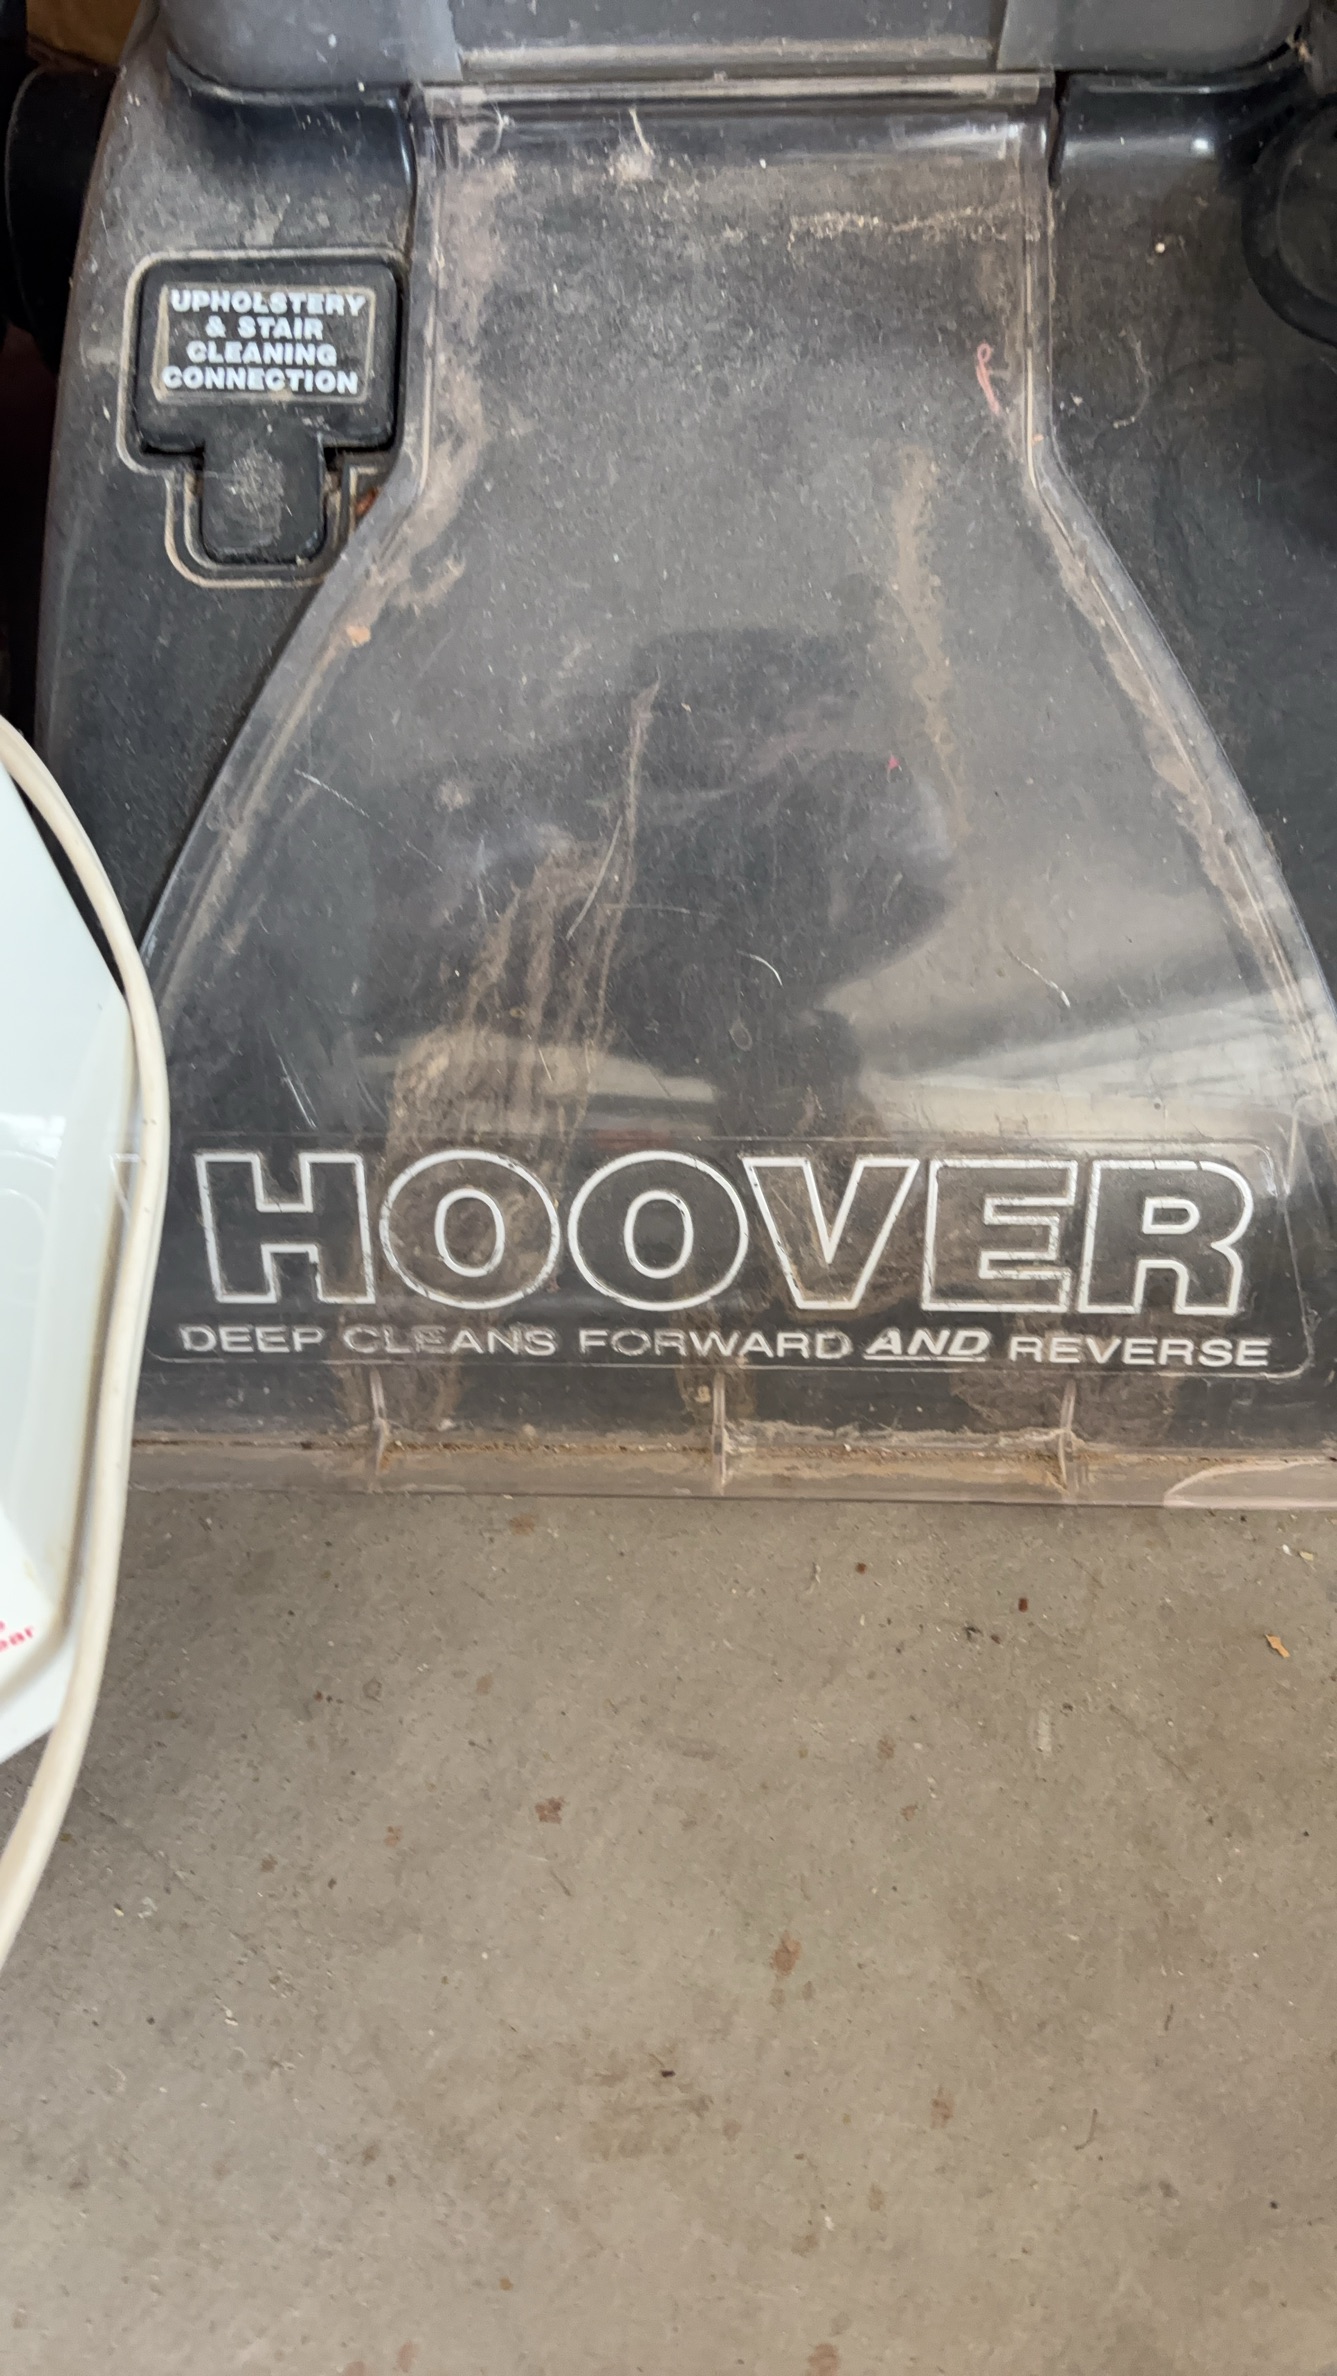 UPHOLSTERY
& STAIR
CLEANING
CONNECTION
HOOVER
DEEP CLEANS FORWARD AND REVERSE